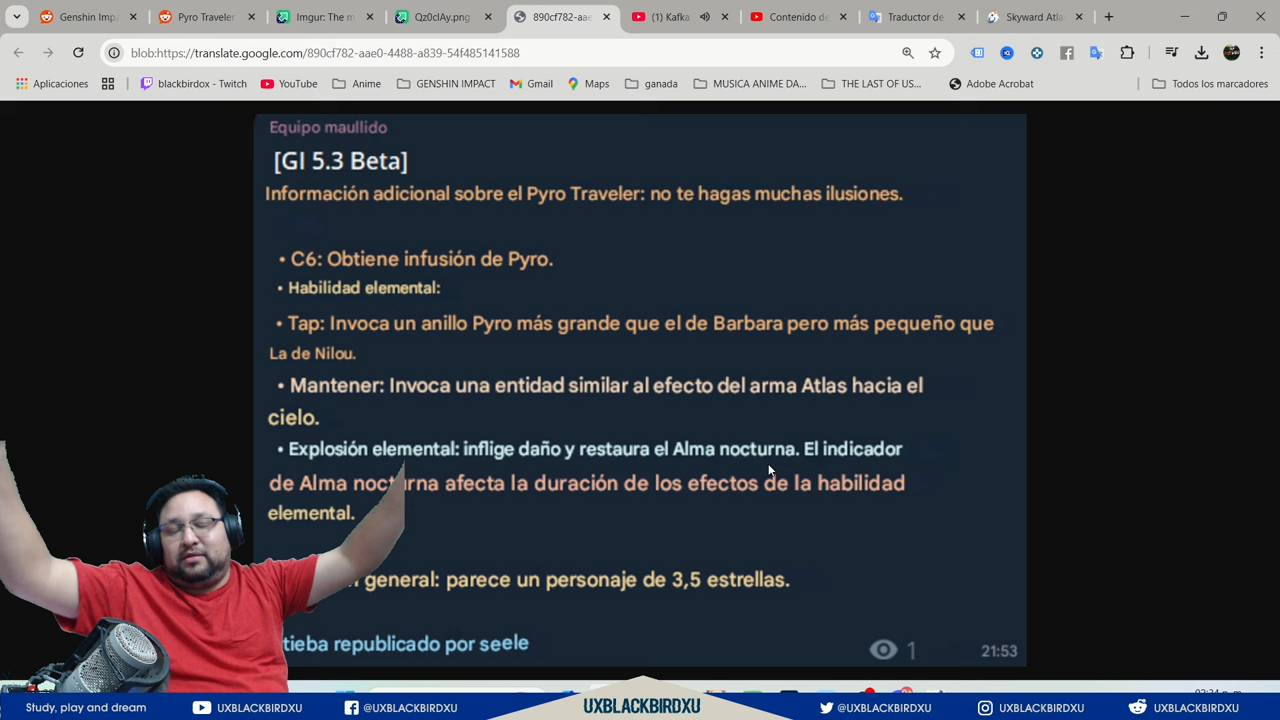 Genshin Impa
Pyro Traveler
Imgur: The m
Qz0clAy.png
890cf782-aae
(1) Kafka
Contenido de
Traductor de
Skyward Atla
blob:https://translate.google.com/890cf782-aae0-4488-a839-54f485141588
Aplicaciones
blackbirdox - Twitch
YouTube
Anime
GENSHIN IMPACT
Gmail
Maps
ganada
MUSICA ANIME DA...
THE LAST OF US...
Adobe Acrobat
Todos los marcadores
Equipo maullido
[GI 5.3 Beta]
Información adicional sobre el Pyro Traveler: no te hagas muchas ilusiones.
• C6: Obtiene infusión de Pyro.
• Habilidad elemental:
• Tap: Invoca un anillo Pyro más grande que el de Barbara pero más pequeño que
La de Nilou.
• Mantener: Invoca una entidad similar al efecto del arma Atlas hacia el
cielo.
• Explosión elemental: inflige daño y restaura el Alma nocturna. El indicador
de Alma nocturna afecta la duración de los efectos de la habilidad
elemental.
general: parece un personaje de 3,5 estrellas.
tieba republicado por seele
1
21:53
Study, play and dream
UXBLACKBIRDXU
@UXBLACKBIRDXU
UXBLACKBIRDXU
@UXBLACKBIRDXU
UXBLACKBIRDXU
UXBLACKBIRDXU